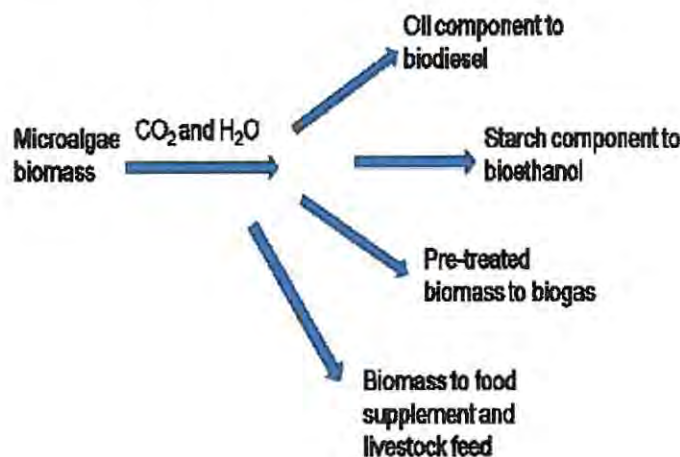 Oil component to
biodiesel
CO₂ and H₂O
Microalgae
biomass
Starch component to
bioethanol
Pre-treated
biomass to biogas
Biomass to food
supplement and
livestock feed